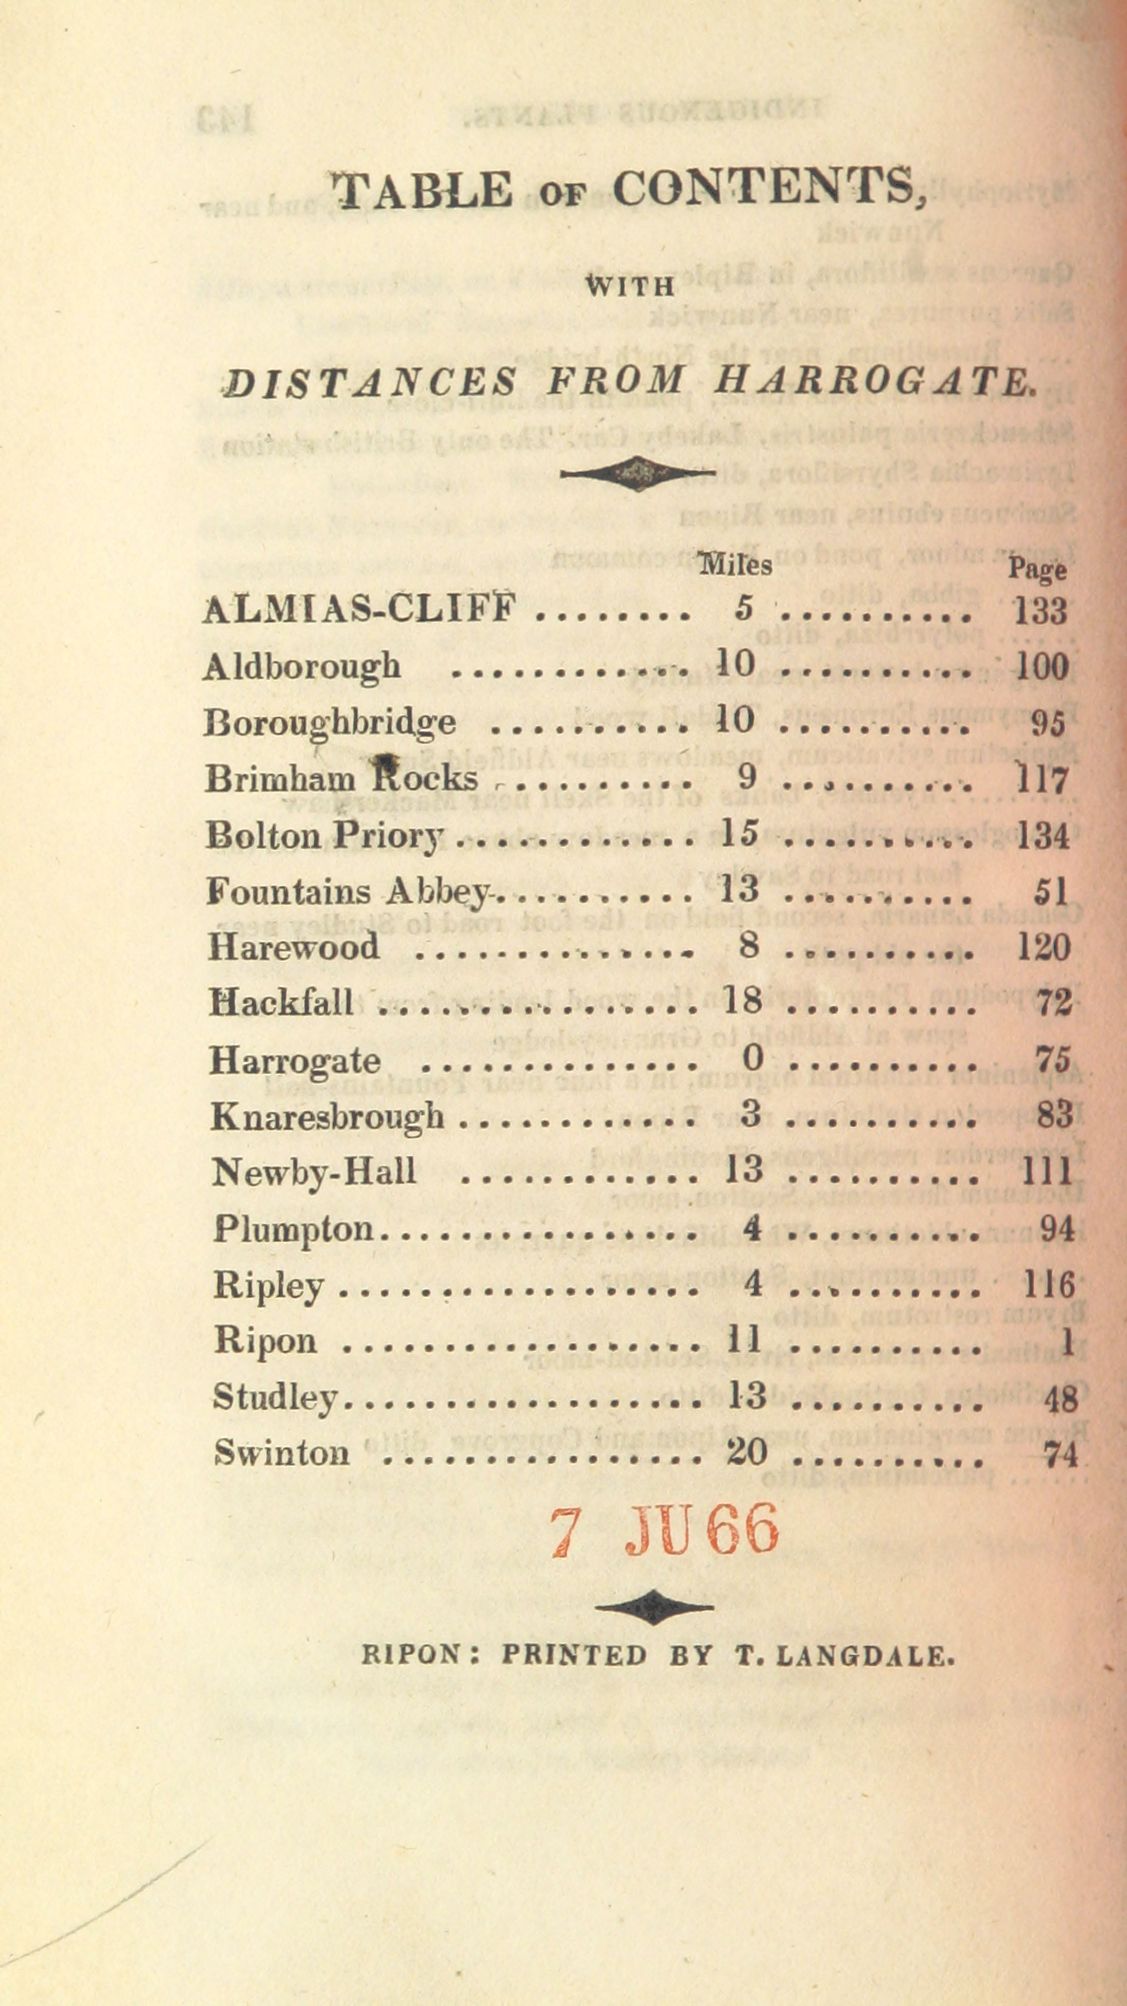 TABLE OF CONTENTS,
WITH
DISTANCES FROM HARROGATE.
Miles Page
ALMIAS-CLIFF ........ 5 .......... 133
Aldborough ............ 10 .......... 100
Boroughbridge .......... 10 .......... 95
Brimham Rocks .......... 9 .......... 117
Bolton Priory ............ 15 .......... 134
Fountains Abbey .......... 13 .......... 51
Harewood .............. 8 .......... 120
Hackfall ................ 18 .......... 72
Harrogate .............. 0 .......... 75
Knaresbrough ............ 3 .......... 83
Newby-Hall ............ 13 .......... 111
Plumpton ................ 4 .......... 94
Ripley .................. 4 .......... 116
Ripon .................. 11 .......... 1
Studley .................. 13 .......... 48
Swinton ................ 20 .......... 74
7 JU 66
RIPON: PRINTED BY T. LANGDALE.